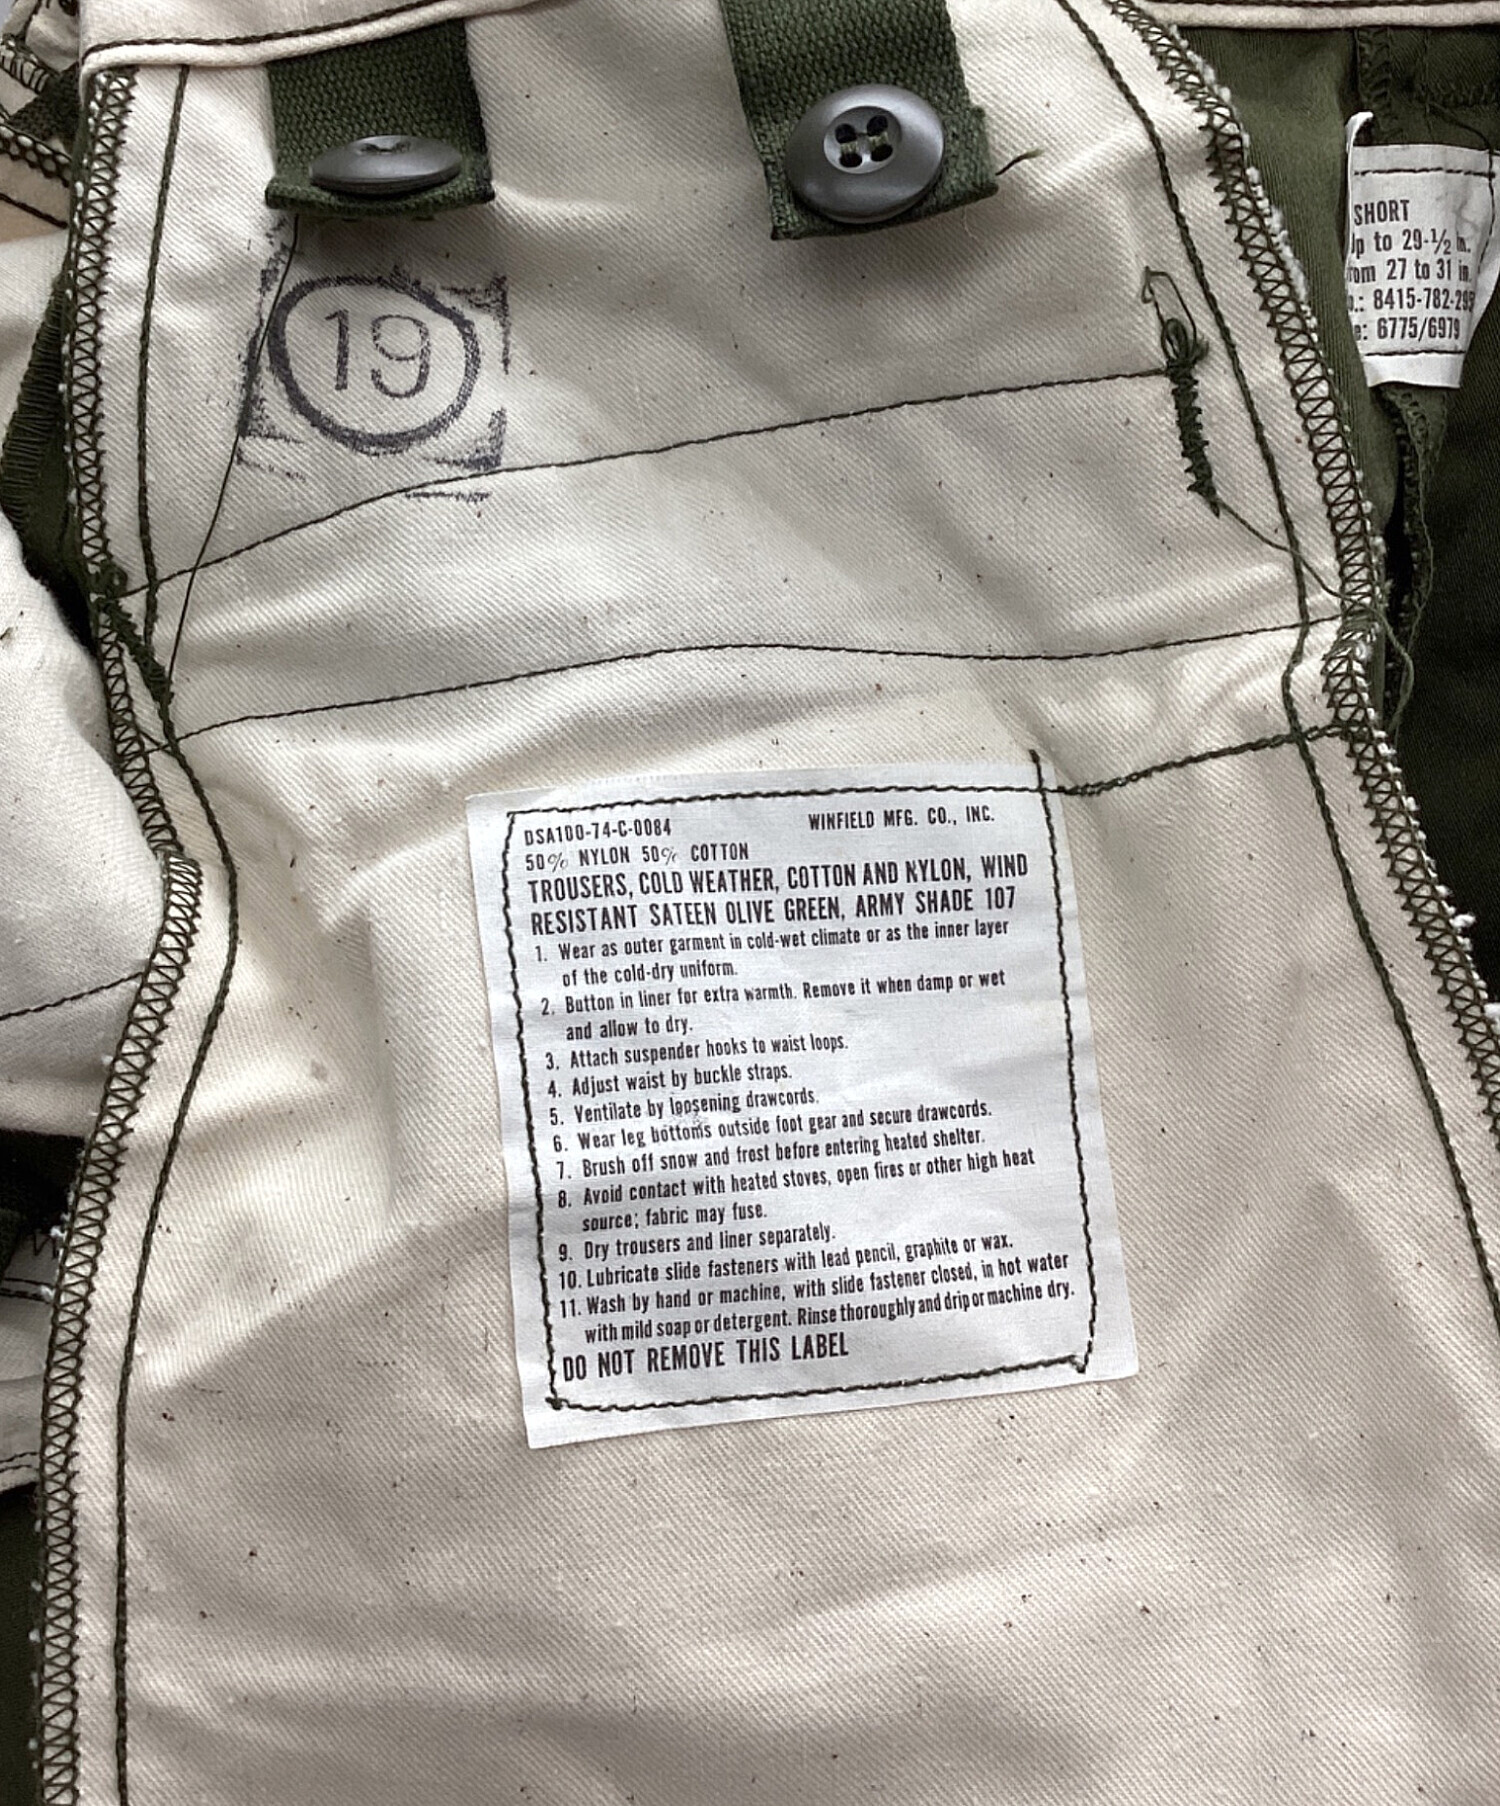 19
SHORT
to 29-½ in.
27 to 31 in.
6775/6979
DSA100-74-C-0084 WINFIELD MFG. CO., INC.
50% NYLON 50% COTTON
TROUSERS, COLD WEATHER, COTTON AND NYLON, WIND
RESISTANT SATEEN OLIVE GREEN, ARMY SHADE 107
1. Wear as outer garment in cold-wet climate or as the inner layer
of the cold-dry uniform.
2. Button in liner for extra warmth. Remove it when damp or wet
and allow to dry.
3. Attach suspender hooks to waist loops.
4. Adjust waist by buckle straps.
5. Ventilate by loosening drawcords.
6. Wear leg bottoms outside foot gear and secure drawcords.
7. Brush off snow and frost before entering heated shelter.
8. Avoid contact with heated stoves, open fires or other high heat
source; fabric may fuse.
9. Dry trousers and liner separately.
10. Lubricate slide fasteners with lead pencil, graphite or wax.
11. Wash by hand or machine, with slide fastener closed, in hot water
with mild soap or detergent. Rinse thoroughly and drip or machine dry.
DO NOT REMOVE THIS LABEL